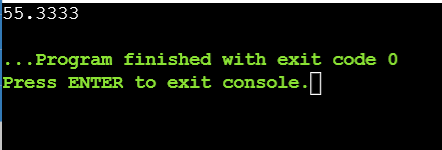 55.3333
...Program finished with exit code 0
Press ENTER to exit console.